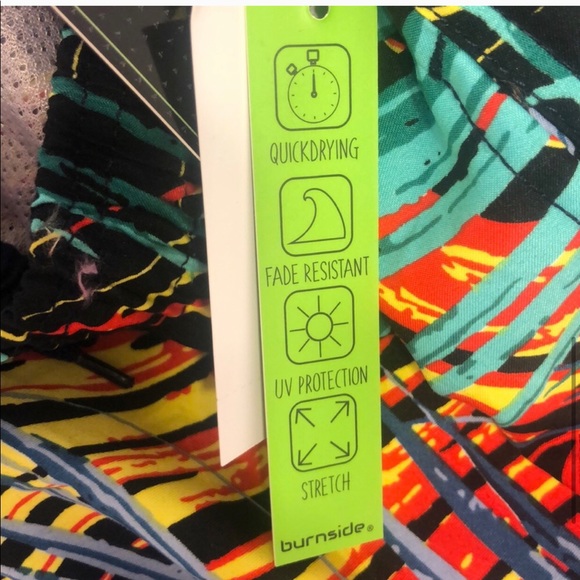 QUICKDRYING
FADE RESISTANT
UV PROTECTION
STRETCH
burnside®